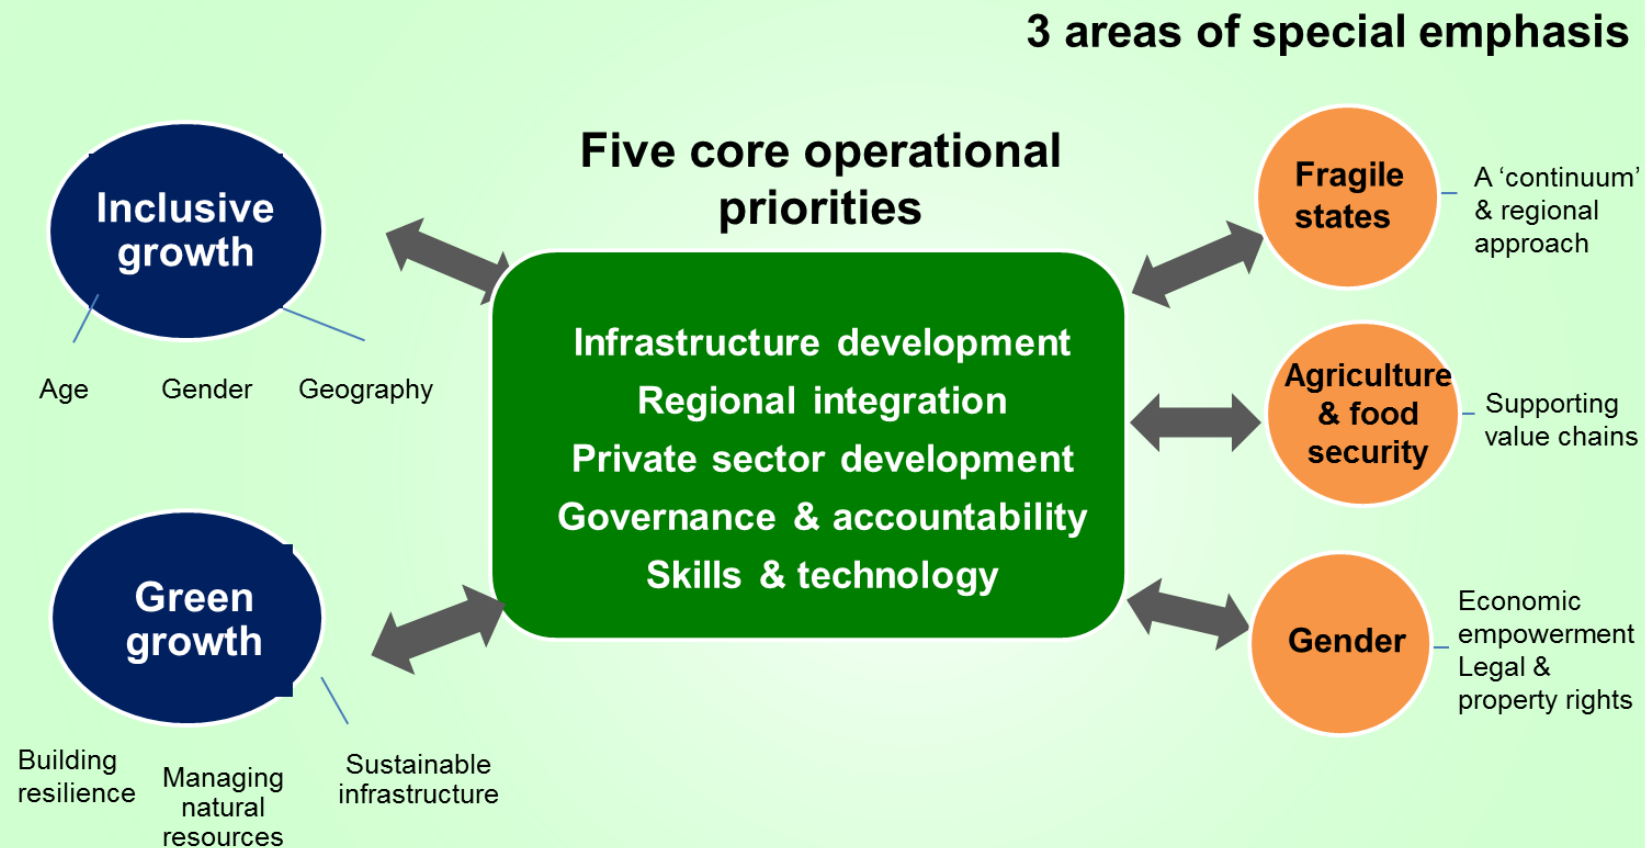 3 areas of special emphasis
Five core operational
priorities
Inclusive
growth
Age
Gender
Geography
Green
growth
Building
resilience
Managing
natural
resources
Sustainable
infrastructure
Infrastructure development
Regional integration
Private sector development
Governance & accountability
Skills & technology
Fragile
states
A ‘continuum’
& regional
approach
Agriculture
& food
security
Supporting
value chains
Gender
Economic
empowerment
Legal &
property rights